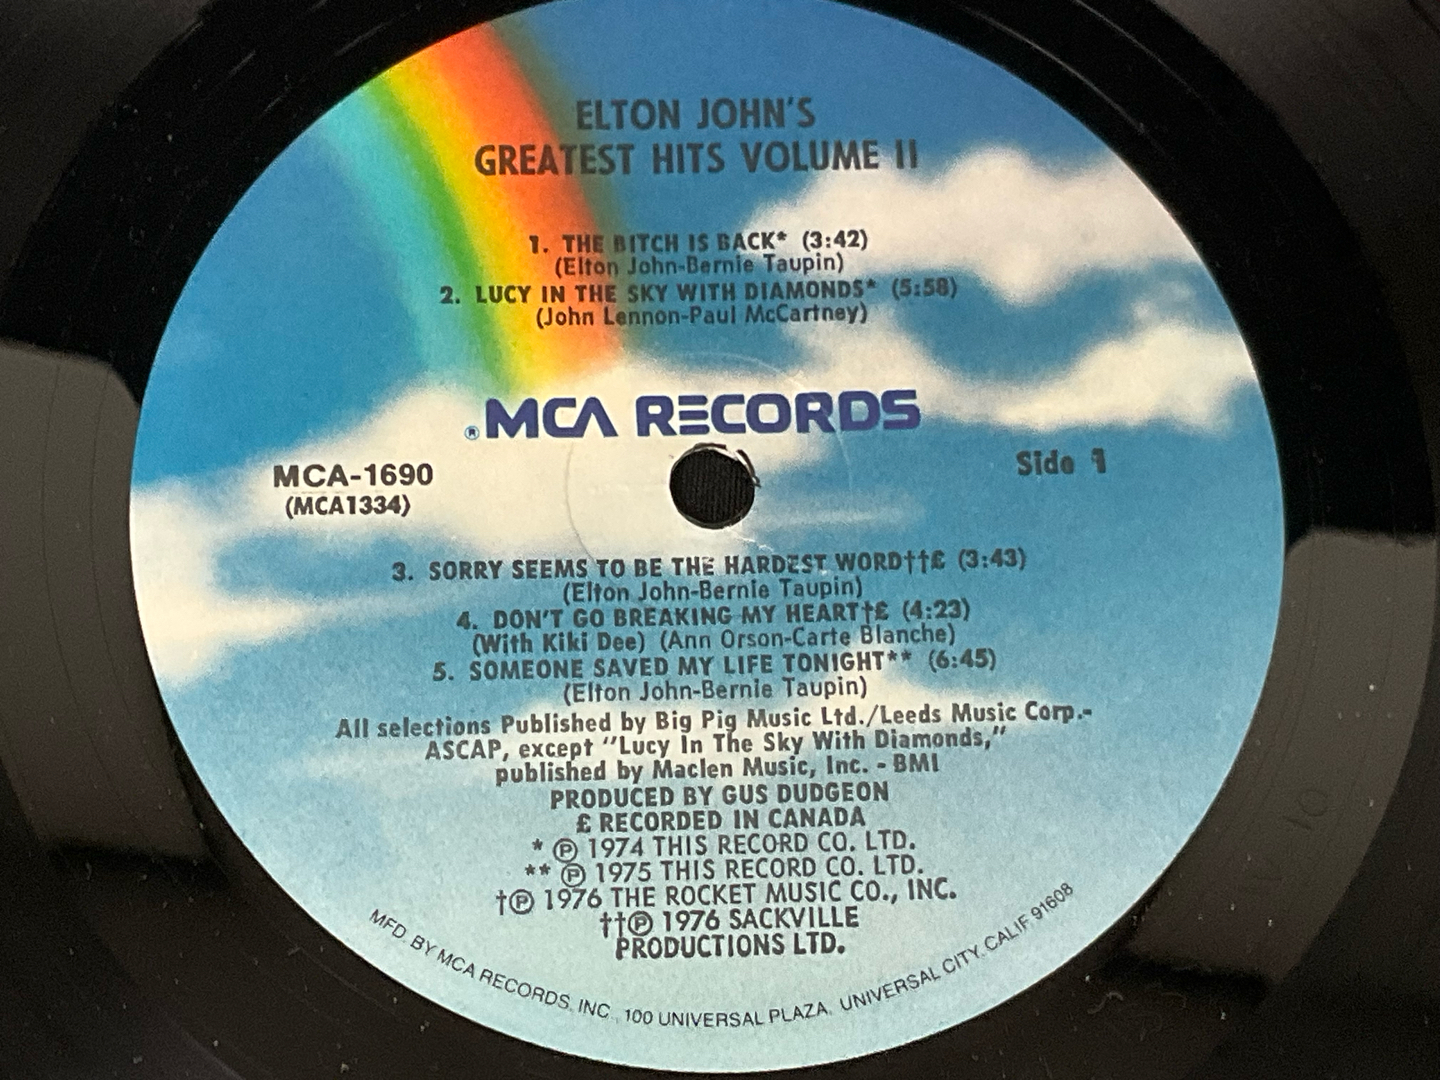 ELTON JOHN'S
GREATEST HITS VOLUME II
1. THE BITCH IS BACK* (3:42)
(Elton John-Bernie Taupin)
2. LUCY IN THE SKY WITH DIAMONDS* (5:58)
(John Lennon-Paul McCartney)
® MCA RECORDS
MCA-1690
(MCA1334)
Side 1
3. SORRY SEEMS TO BE THE HARDEST WORD††£ (3:43)
(Elton John-Bernie Taupin)
4. DON'T GO BREAKING MY HEART†£ (4:23)
(With Kiki Dee) (Ann Orson-Carte Blanche)
5. SOMEONE SAVED MY LIFE TONIGHT** (6:45)
(Elton John-Bernie Taupin)
All selections Published by Big Pig Music Ltd./Leeds Music Corp.-
ASCAP, except "Lucy In The Sky With Diamonds,"
published by Maclen Music, Inc. - BMI
PRODUCED BY GUS DUDGEON
£ RECORDED IN CANADA
* ℗ 1974 THIS RECORD CO. LTD.
** ℗ 1975 THIS RECORD CO. LTD.
†℗ 1976 THE ROCKET MUSIC CO., INC.
††℗ 1976 SACKVILLE
PRODUCTIONS LTD.
MFD. BY MCA RECORDS, INC., 100 UNIVERSAL PLAZA, UNIVERSAL CITY, CALIF 91608